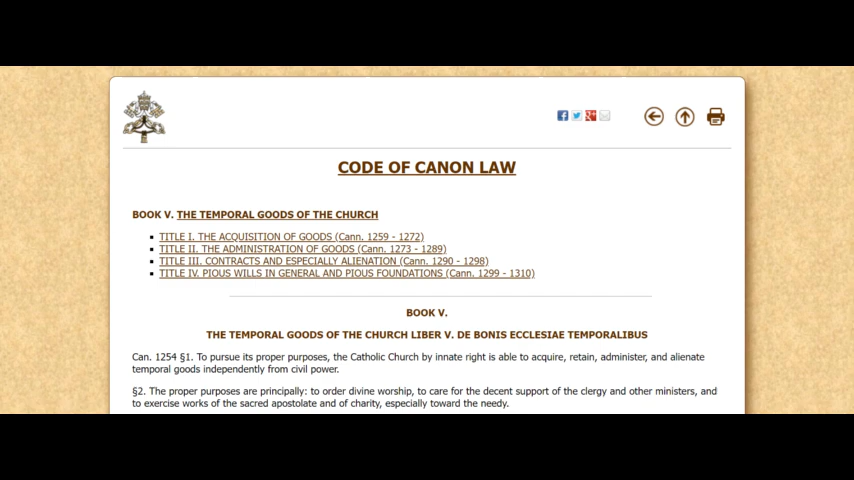 CODE OF CANON LAW
BOOK V. THE TEMPORAL GOODS OF THE CHURCH
TITLE I. THE ACQUISITION OF GOODS (Cann. 1259 - 1272)
TITLE II. THE ADMINISTRATION OF GOODS (Cann. 1273 - 1289)
TITLE III. CONTRACTS AND ESPECIALLY ALIENATION (Cann. 1290 - 1298)
TITLE IV. PIOUS WILLS IN GENERAL AND PIOUS FOUNDATIONS (Cann. 1299 - 1310)
BOOK V.
THE TEMPORAL GOODS OF THE CHURCH LIBER V. DE BONIS ECCLESIAE TEMPORALIBUS
Can. 1254 §1. To pursue its proper purposes, the Catholic Church by innate right is able to acquire, retain, administer, and alienate
temporal goods independently from civil power.
§2. The proper purposes are principally: to order divine worship, to care for the decent support of the clergy and other ministers, and
to exercise works of the sacred apostolate and of charity, especially toward the needy.